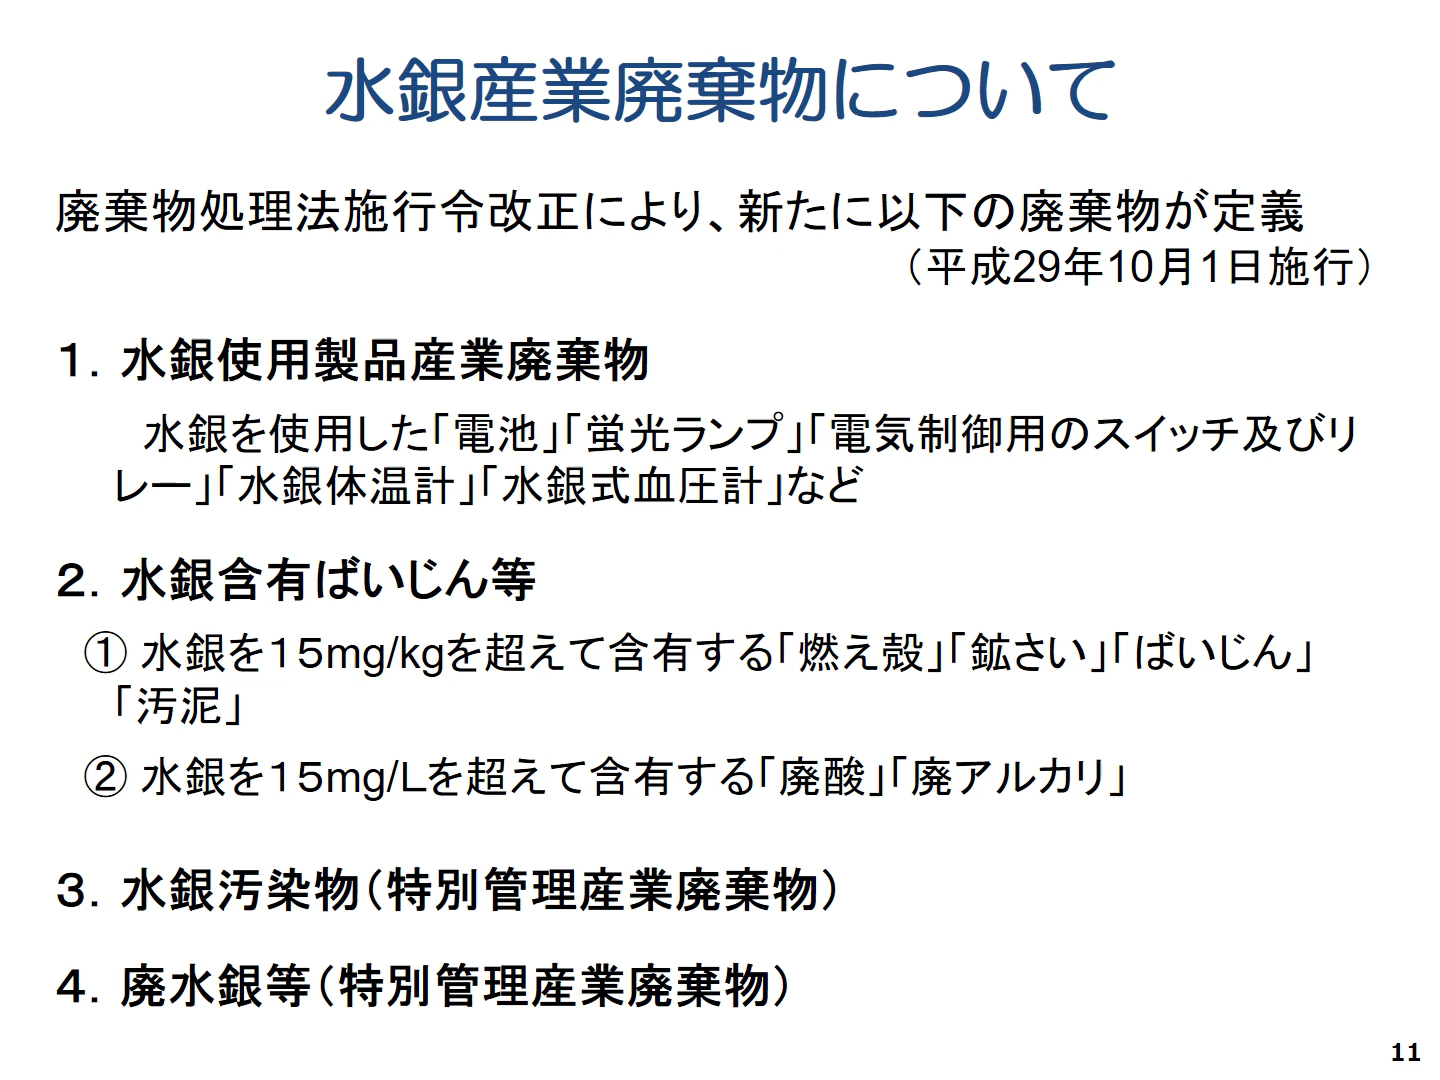 水銀産業廃棄物について
廃棄物処理法施行令改正により、新たに以下の廃棄物が定義
（平成29年10月1日施行）
１．水銀使用製品産業廃棄物
水銀を使用した「電池」「蛍光ランプ」「電気制御用のスイッチ及びリ
レー」「水銀体温計」「水銀式血圧計」など
２．水銀含有ばいじん等
① 水銀を１５mg/kgを超えて含有する「燃え殻」「鉱さい」「ばいじん」
「汚泥」
② 水銀を１５mg/Lを超えて含有する「廃酸」「廃アルカリ」
３．水銀汚染物（特別管理産業廃棄物）
４．廃水銀等（特別管理産業廃棄物）
11